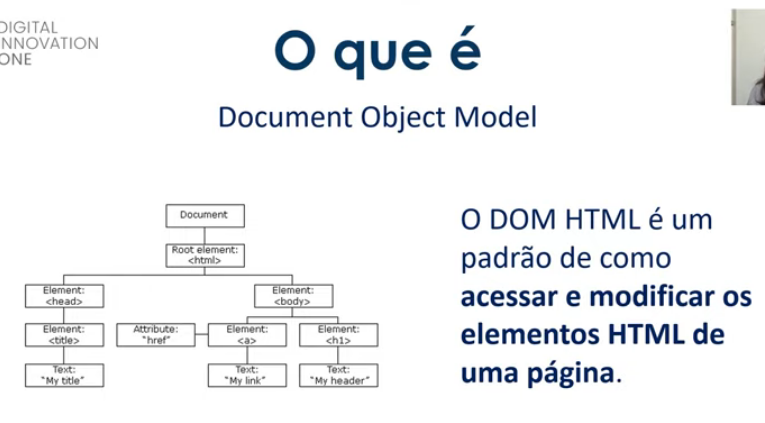 DIGITAL
INNOVATION
ONE
O que é
Document Object Model
Document
Root element:
<html>
Element:
<head>
Element:
<body>
Element:
<title>
Attribute:
"href"
Element:
<a>
Element:
<h1>
Text:
"My title"
Text:
"My link"
Text:
"My header"
O DOM HTML é um
padrão de como
acessar e modificar os
elementos HTML de
uma página.